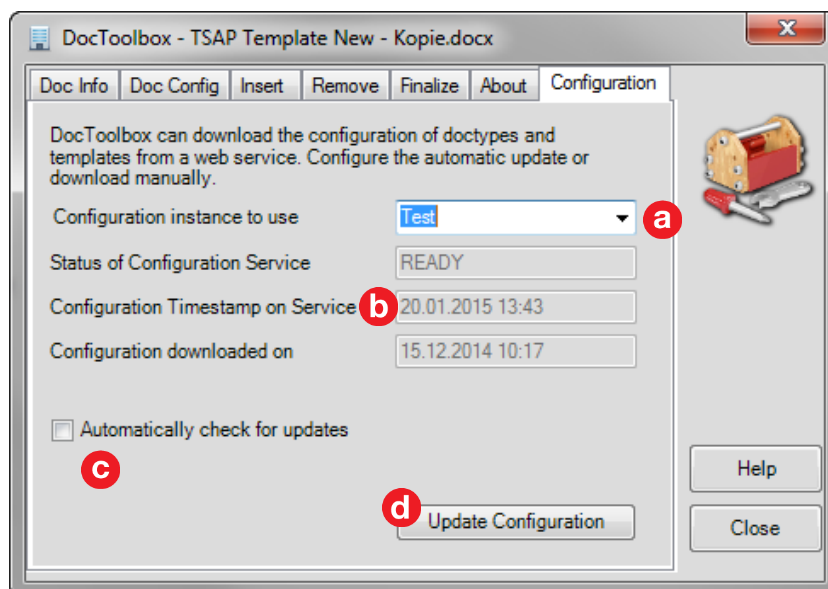 DocToolbox - TSAP Template New - Kopie.docx
x
Doc Info Doc Config Insert Remove Finalize About Configuration
DocToolbox can download the configuration of doctypes and
templates from a web service. Configure the automatic update or
download manually.
Configuration instance to use Test a
Status of Configuration Service READY
Configuration Timestamp on Service b 20.01.2015 13:43
Configuration downloaded on 15.12.2014 10:17
Automatically check for updates
c
Help
d Update Configuration
Close